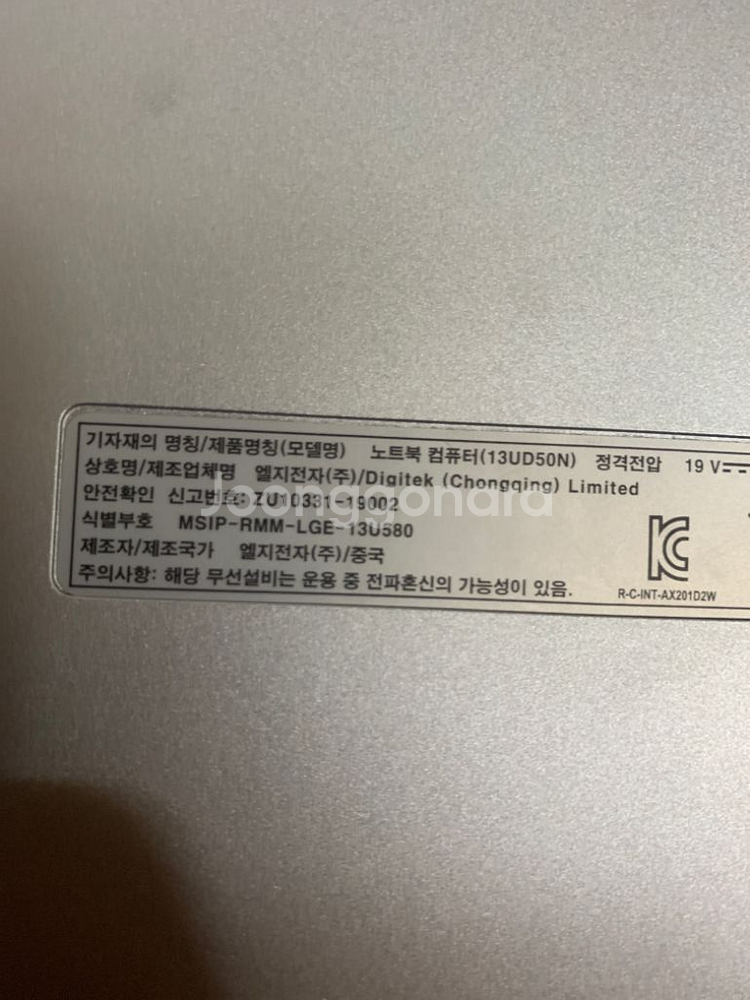 기자재의 명칭/제품명칭(모델명) 노트북 컴퓨터(13UD50N) 정격전압 19 V
상호명/제조업체명 엘지전자(주)/Digitek (Chongqing) Limited
안전확인 신고번호: ZU10331-19002
식별부호 MSIP-RMM-LGE-13U580
제조자/제조국가 엘지전자(주)/중국
주의사항: 해당 무선설비는 운용 중 전파혼신의 가능성이 있음.
R-C-INT-AX201D2W
Joonggonara